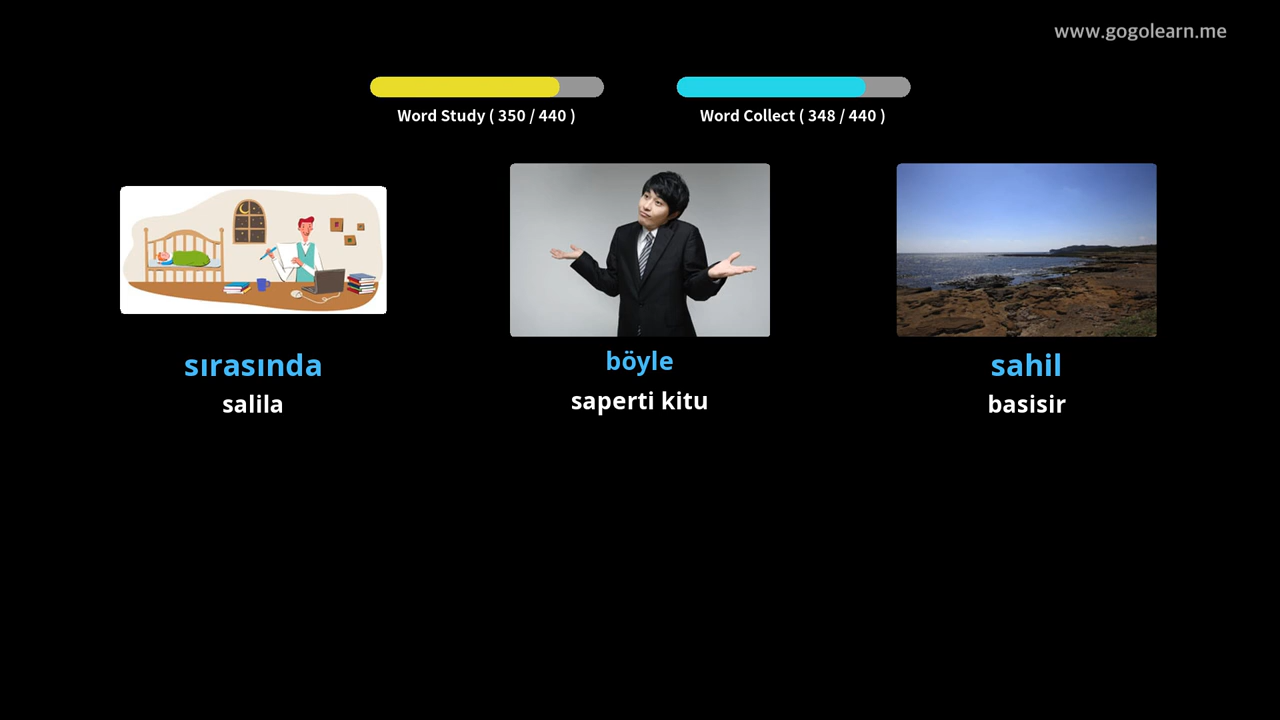 www.gogolearn.me
Word Study ( 350 / 440 )
Word Collect ( 348 / 440 )
sırasında
salila
böyle
saperti kitu
sahil
basisir